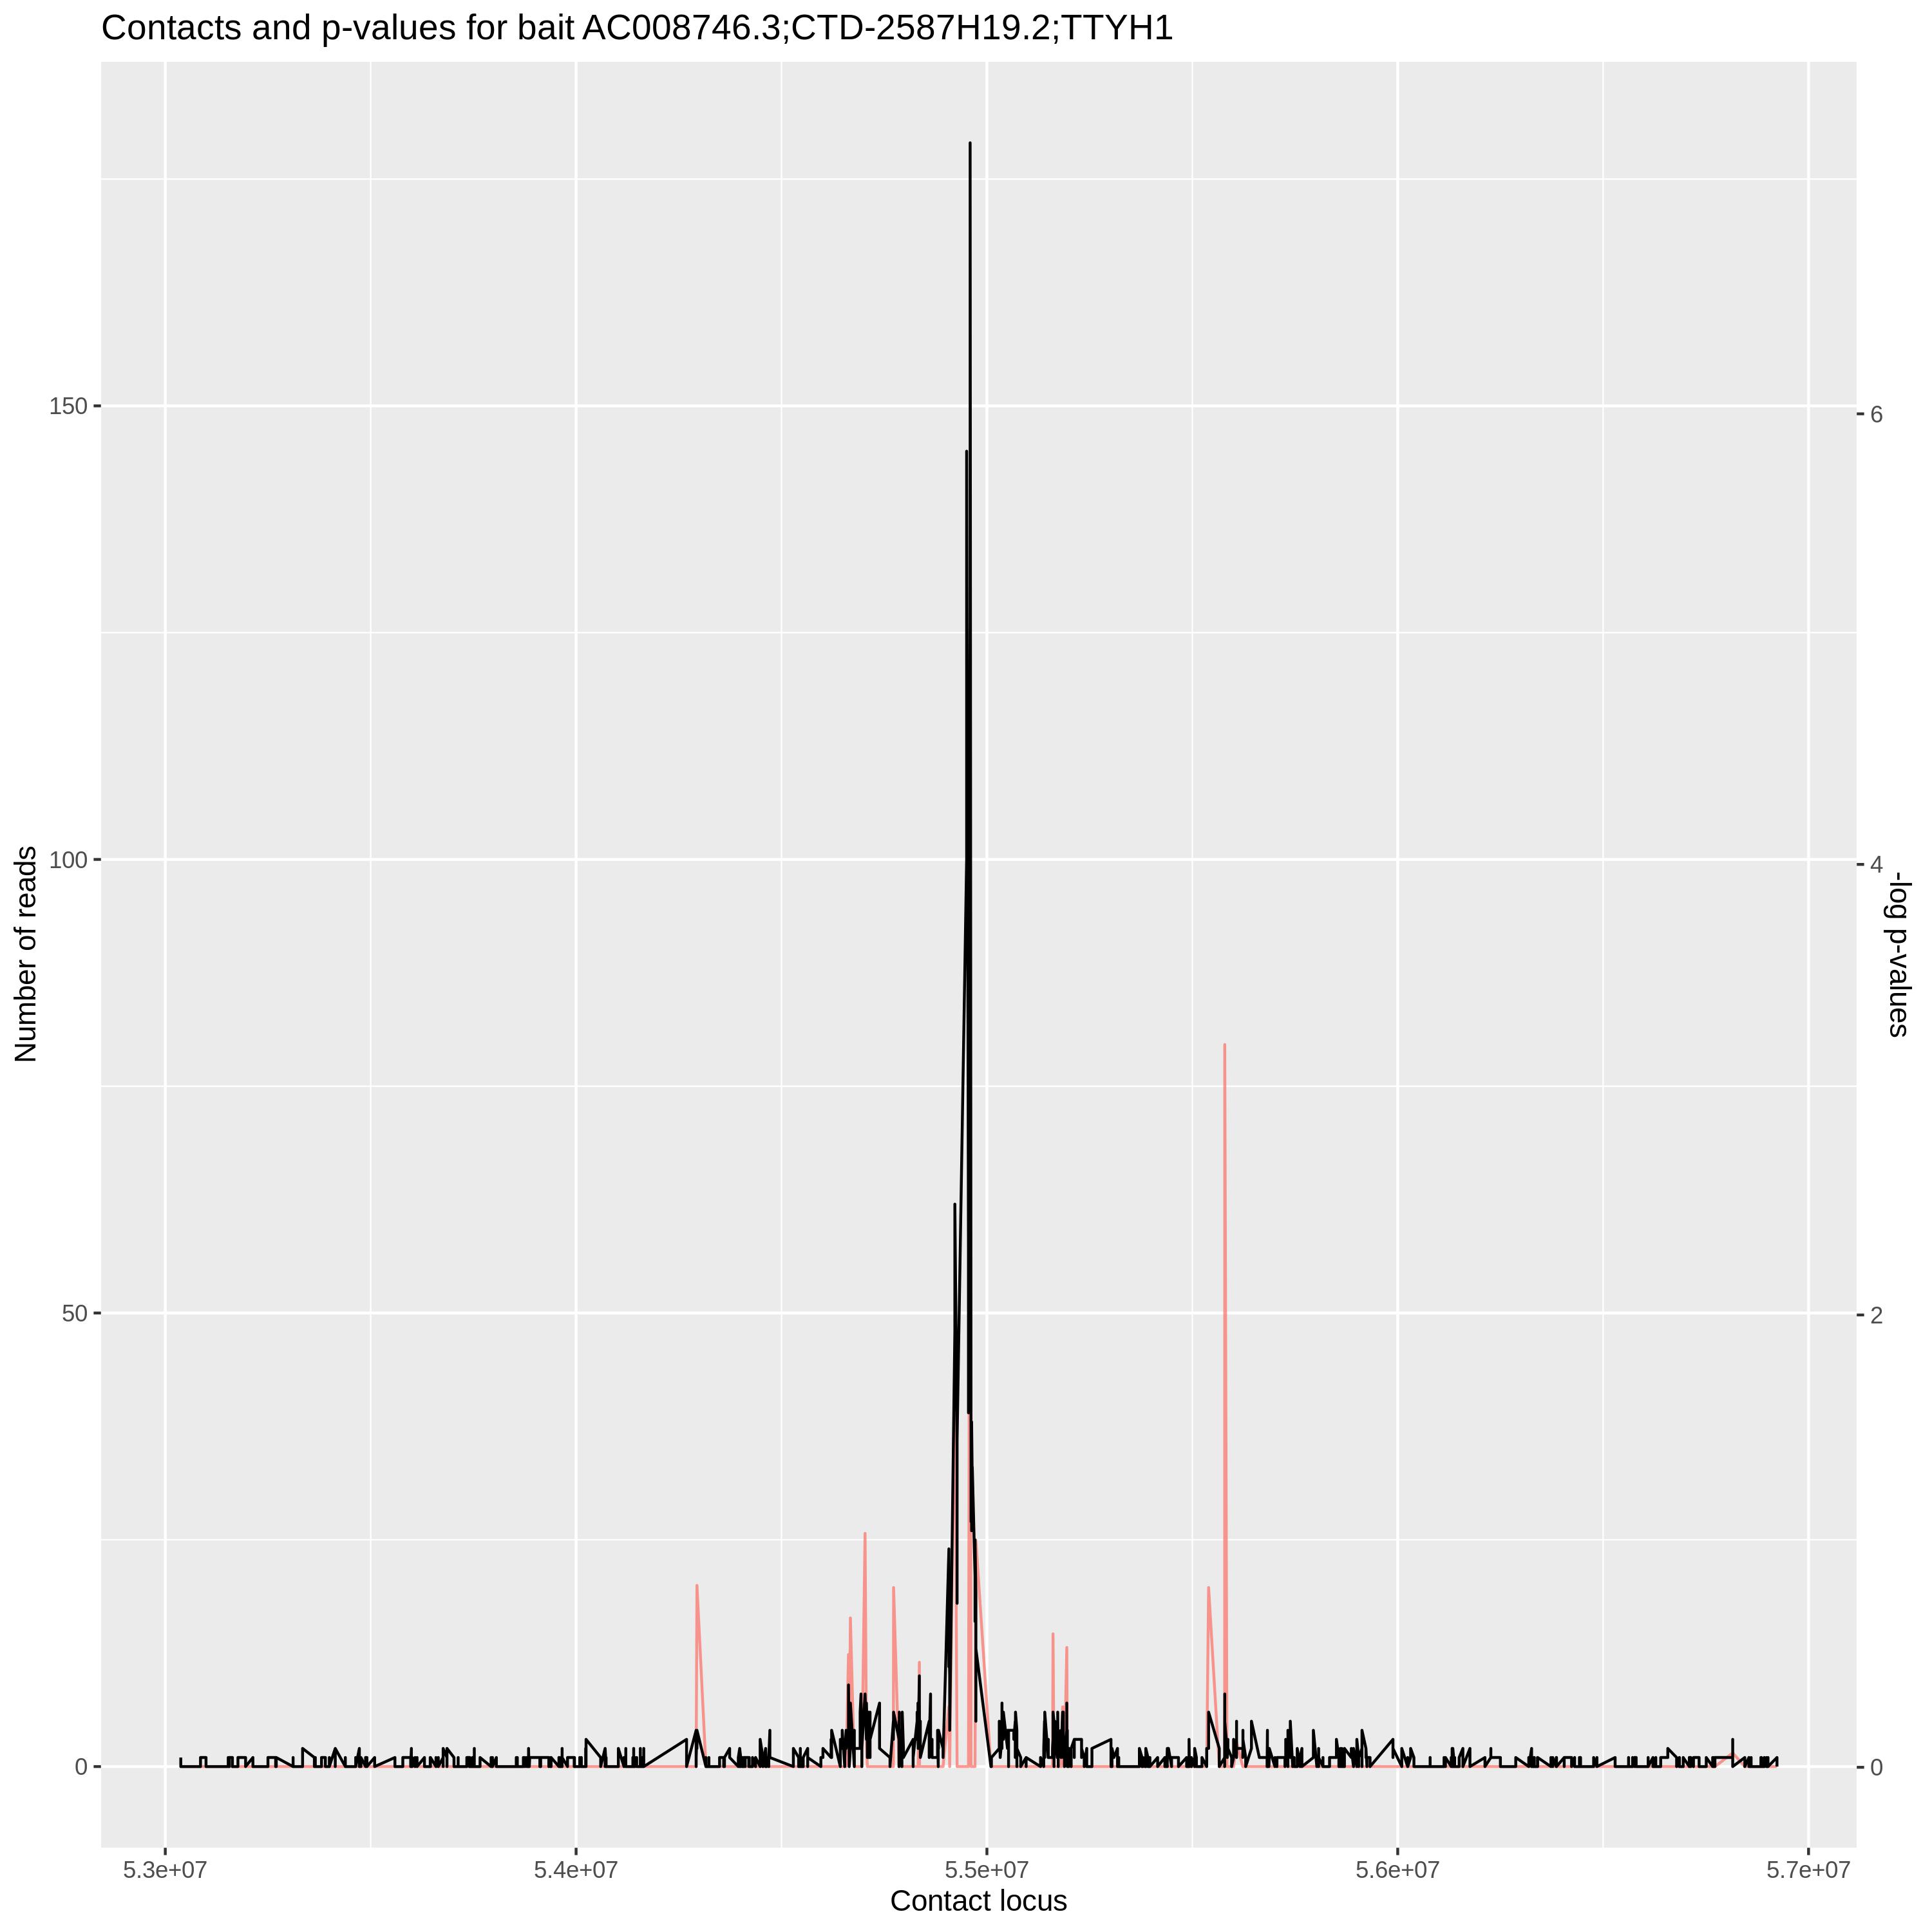 Contacts and p-values for bait AC008746.3;CTD-2587H19.2;TTYH1
Number of reads
150
100
50
0
6
4
2
0
-log p-values
5.3e+07 5.4e+07 5.5e+07 5.6e+07 5.7e+07
Contact locus